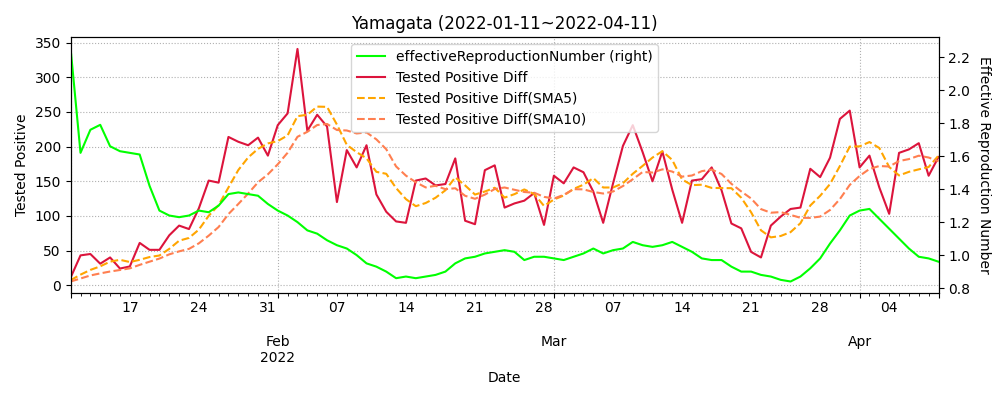 Yamagata (2022-01-11~2022-04-11)
effectiveReproductionNumber (right)
Tested Positive Diff
Tested Positive Diff(SMA5)
Tested Positive Diff(SMA10)
Tested Positive
350
300
250
200
150
100
50
0
Effective Reproduction Number
2.2
2.0
1.8
1.6
1.4
1.2
1.0
0.8
17 24 31 07 14 21 28 07 14 21 28 04
Feb Mar Apr
2022
Date